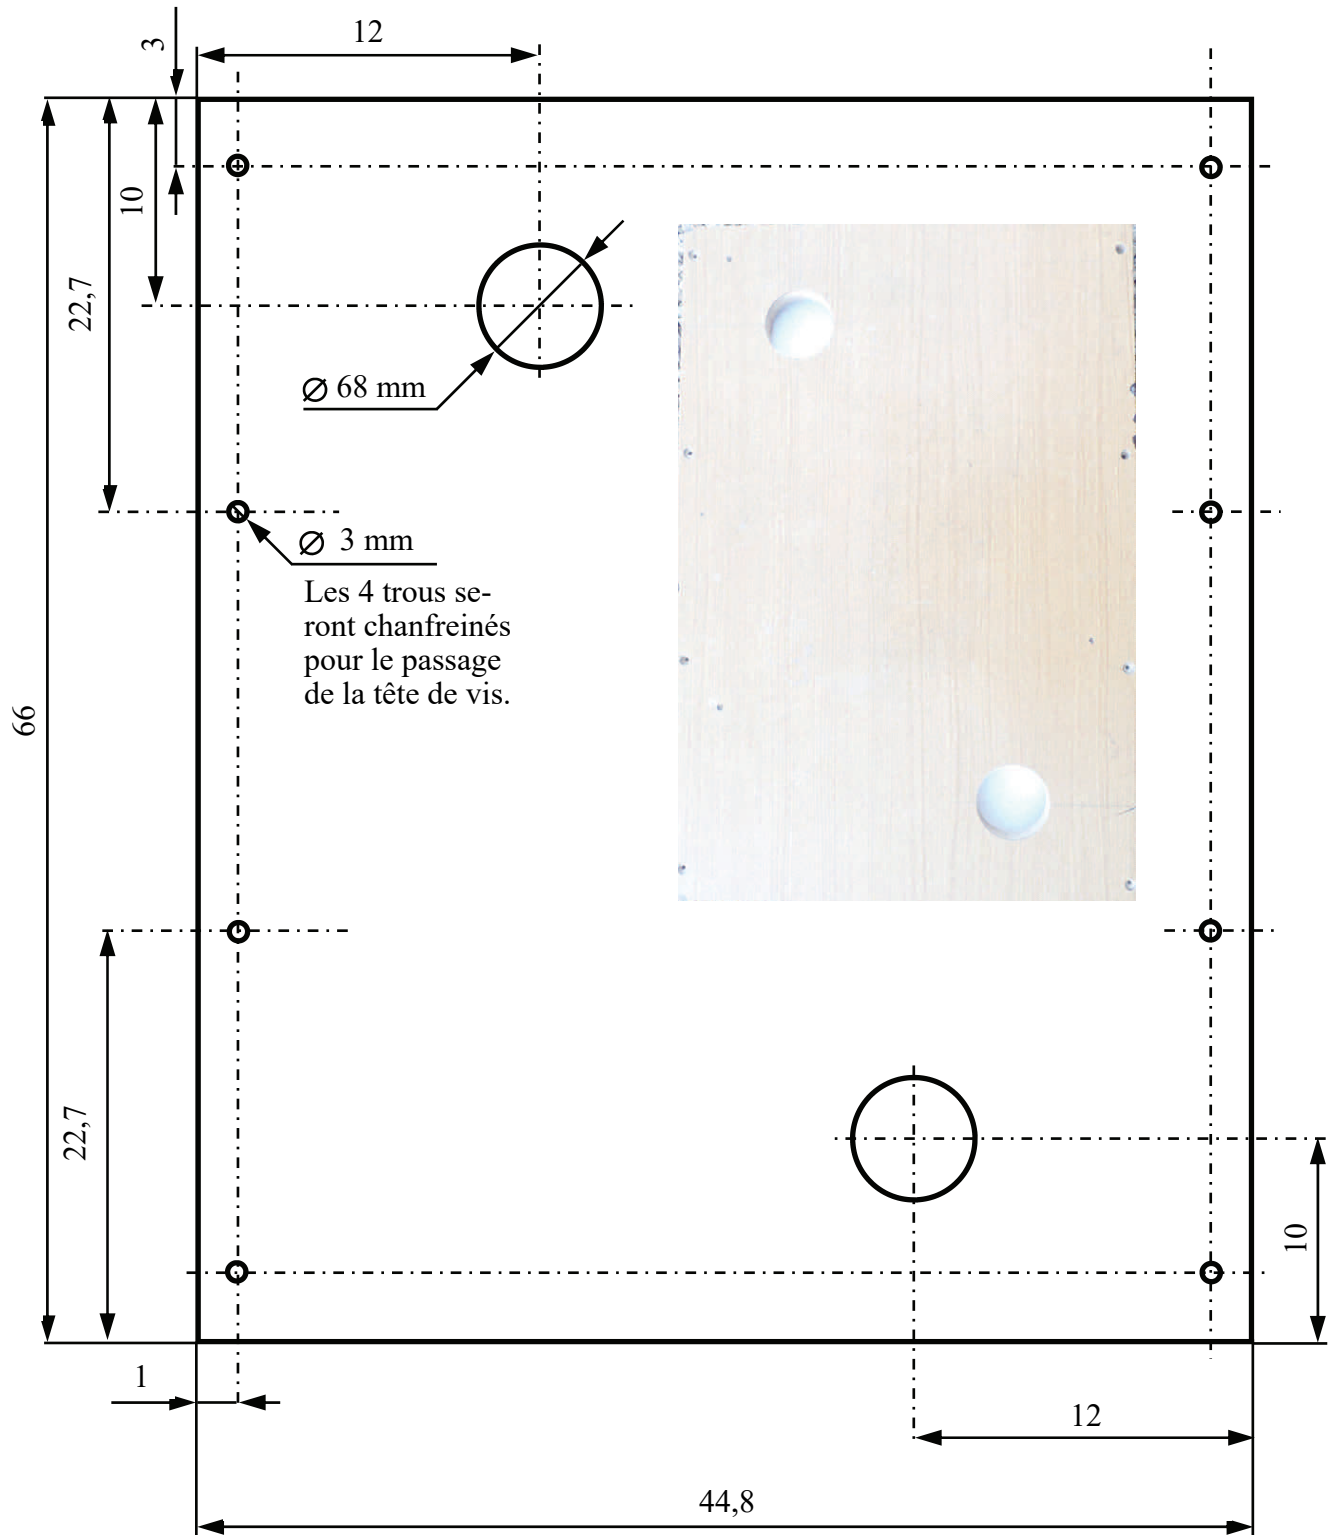 3
12
10
22,7
Ø 68 mm
Ø 3 mm
Les 4 trous se-
ront chanfreinés
pour le passage
de la tête de vis.
66
22,7
10
1
12
44,8